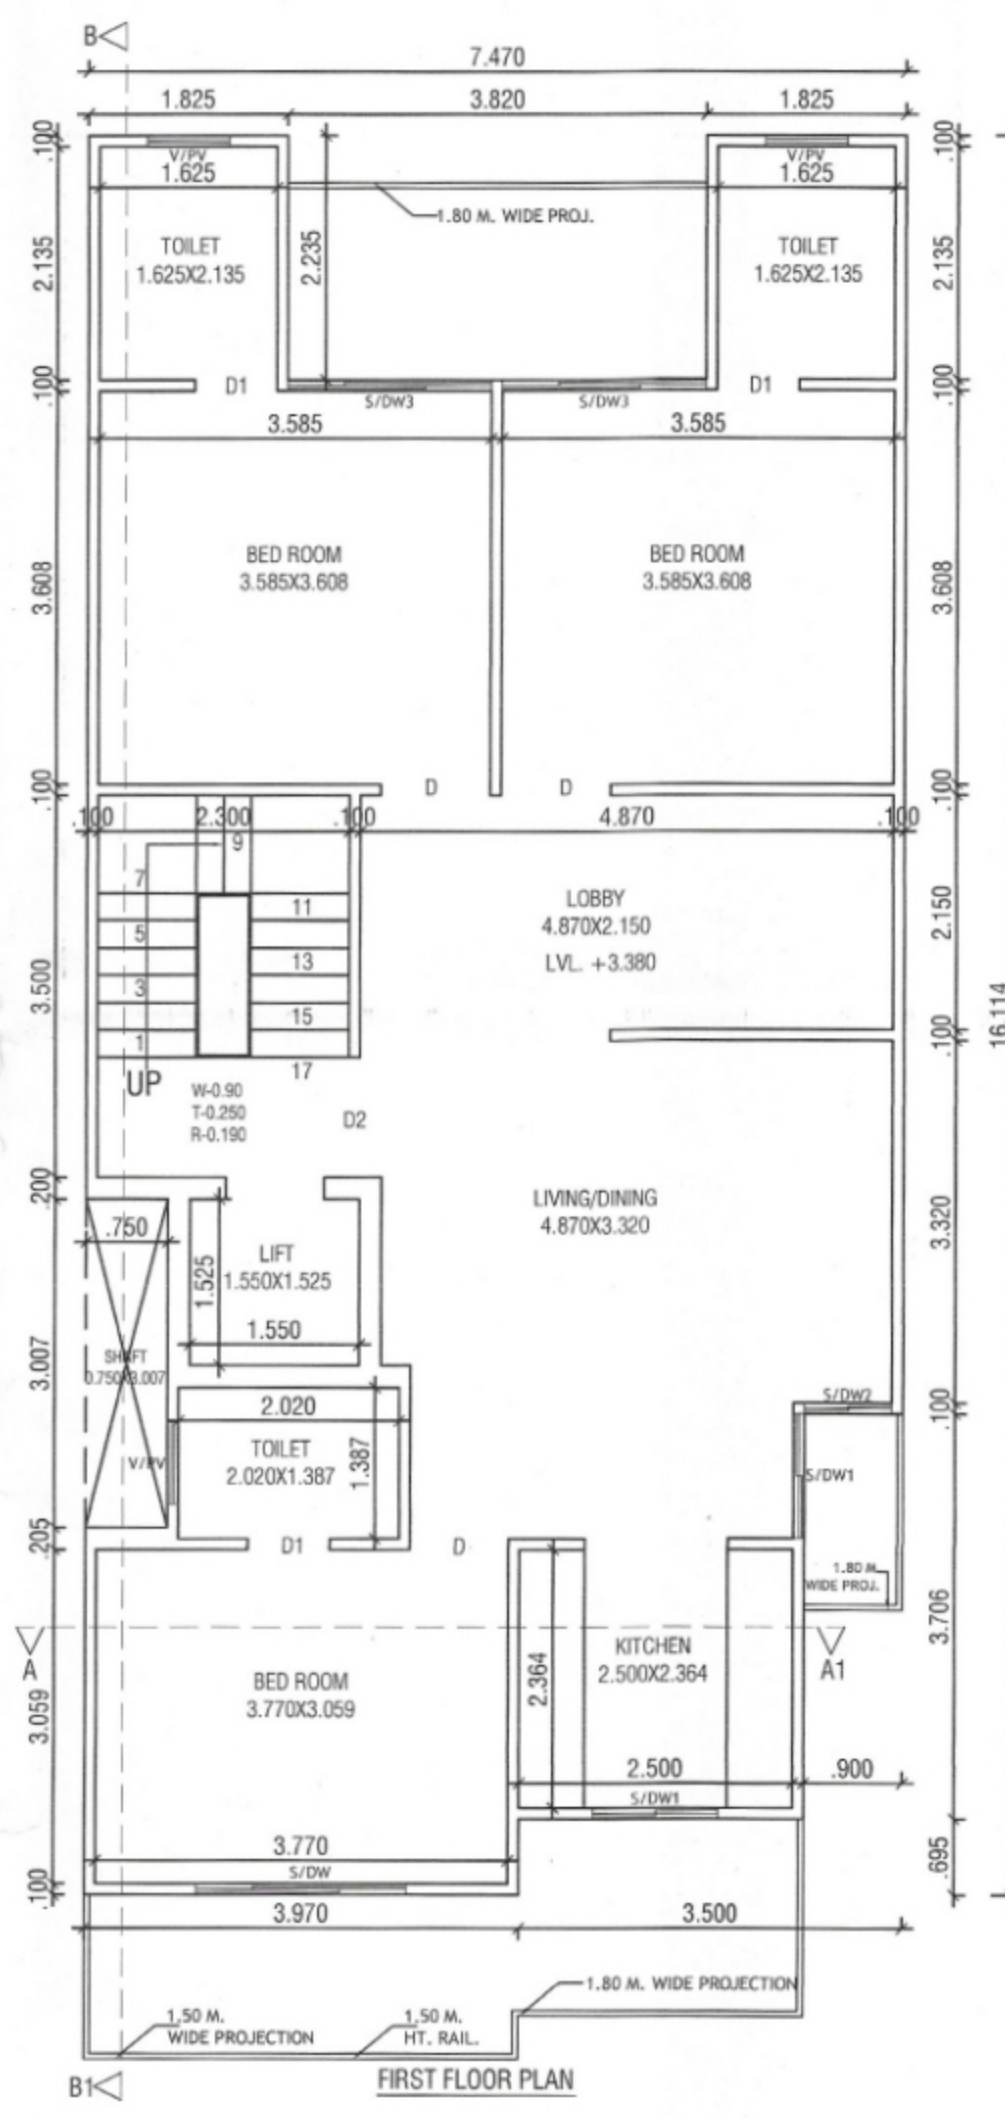 B
7.470
1.825
3.820
1.825
.100
V/PV
V/PV
.100
1.625
1.625
1.80 M. WIDE PROJ.
2.135
TOILET
1.625X2.135
2.235
TOILET
1.625X2.135
2.135
.100
D1
D1
.100
S/DW3
S/DW3
3.585
3.585
3.608
BED ROOM
3.585X3.608
BED ROOM
3.585X3.608
3.608
.100
D
D
.100
.100
2.300
.100
4.870
.100
9
7
11
5
13
3
15
1
17
UP
W-0.90
T-0.250
R-0.190
D2
3.500
LOBBY
4.870X2.150
LVL. +3.380
2.150
.100
16.114
.200
.750
LIFT
1.550X1.525
1.525
1.550
LIVING/DINING
4.870X3.320
3.320
3.007
SHAFT
0.750X3.007
2.020
TOILET
2.020X1.387
1.387
V/PV
S/DW2
.100
S/DW1
.205
D1
D
1.80 M.
WIDE PROJ.
A
A1
3.706
BED ROOM
3.770X3.059
3.059
KITCHEN
2.500X2.364
2.364
2.500
.900
S/DW1
3.770
S/DW
.695
.100
3.970
3.500
1.80 M. WIDE PROJECTION
1.50 M.
WIDE PROJECTION
1.50 M.
HT. RAIL.
B1
FIRST FLOOR PLAN